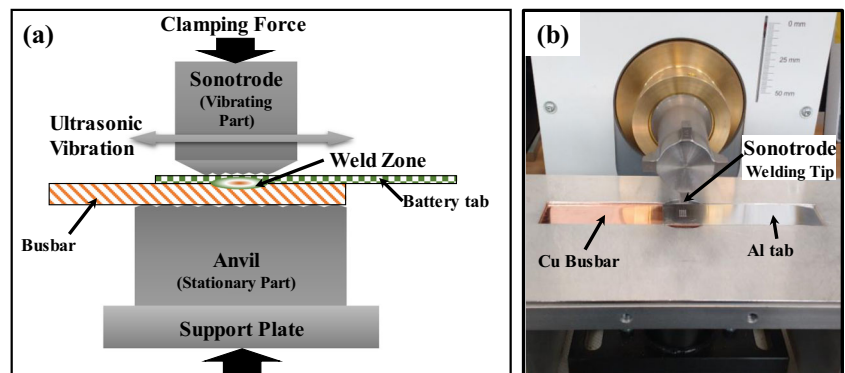 (a)
Clamping Force
Sonotrode
(Vibrating
Part)
Ultrasonic
Vibration
Weld Zone
Battery tab
Busbar
Anvil
(Stationary Part)
Support Plate
(b)
0 mm
25 mm
50 mm
Sonotrode
Welding Tip
Cu Busbar
Al tab